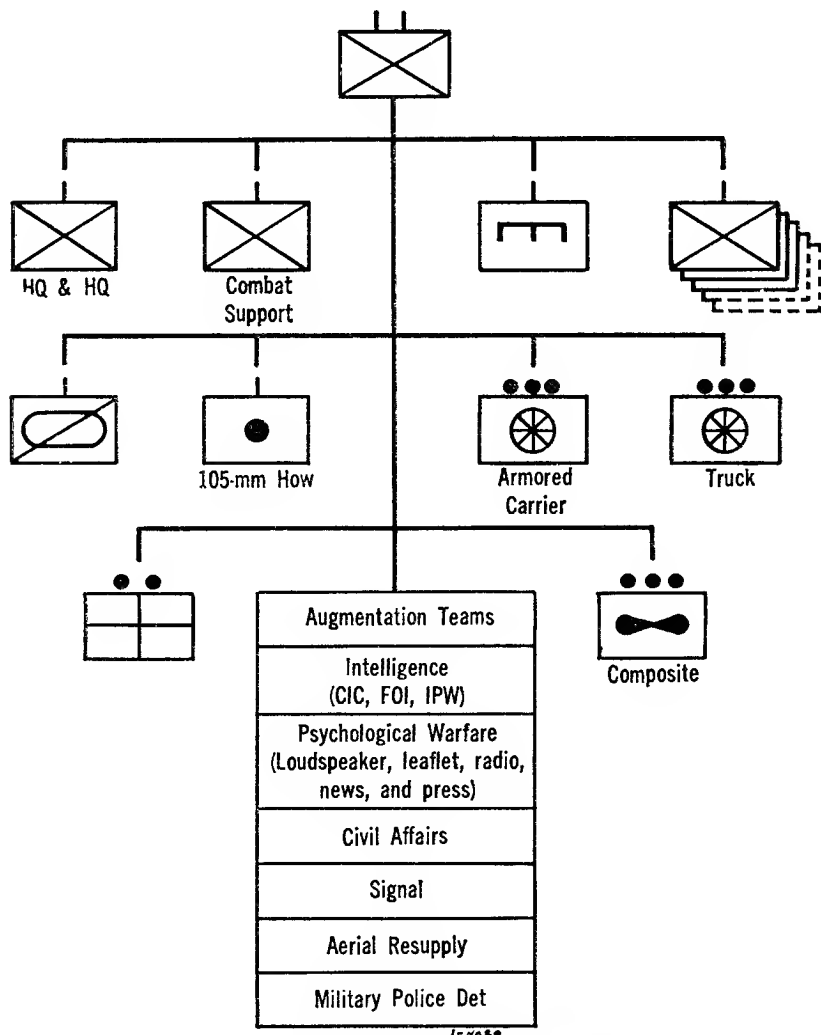 HQ & HQ
Combat
Support
105-mm How
Armored
Carrier
Truck
Composite
Augmentation Teams
Intelligence
(CIC, FOI, IPW)
Psychological Warfare
(Loudspeaker, leaflet, radio,
news, and press)
Civil Affairs
Signal
Aerial Resupply
Military Police Det